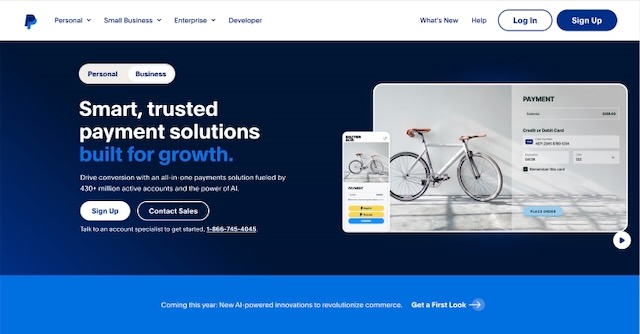 Personal Small Business Enterprise Developer What's New Help Log In Sign Up
Personal Business
Smart, trusted
payment solutions
built for growth.
Drive conversion with an all-in-one payments solution fueled by
430+ million active accounts and the power of AI.
Sign Up Contact Sales
Talk to an account specialist to get started, 1-866-745-4045.
PAYMENT
PAYMENT
Subtotal
Credit or Debit Card
Remember this card
PLACE ORDER
Coming this year: New AI-powered innovations to revolutionize commerce. Get a First Look